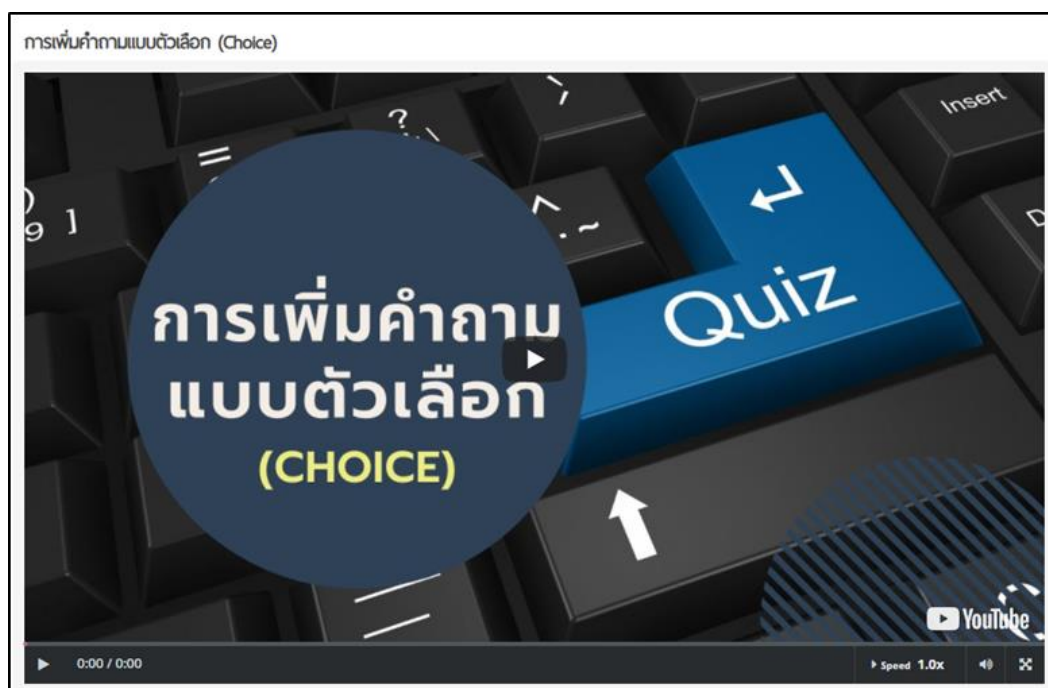 การเพิ่มคำถามแบบตัวเลือก (Choice)
Insert
Quiz
การเพิ่มคำถาม
แบบตัวเลือก
(CHOICE)
YouTube
0:00 / 0:00
Speed 1.0x